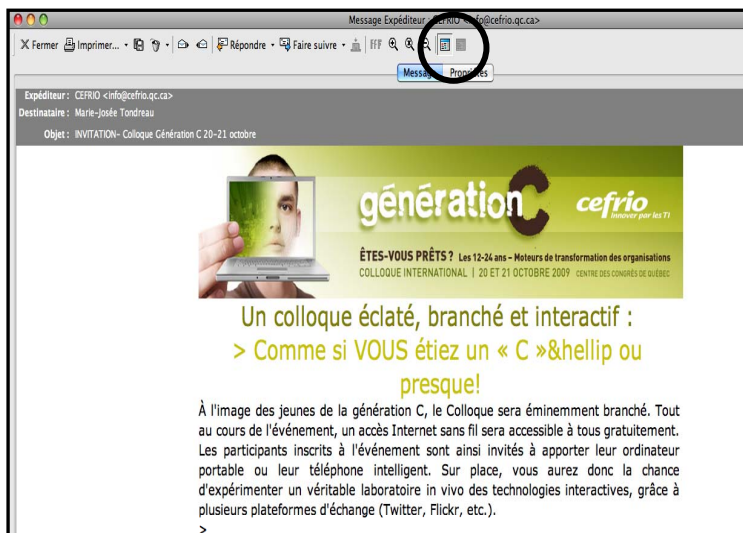 Message Expéditeur : CEFRIO <info@cefrio.qc.ca>
X Fermer Imprimer... Répondre Faire suivre
Message Propriétés
Expéditeur : CEFRIO <info@cefrio.qc.ca>
Destinataire : Marie-Josée Tondreau
Objet : INVITATION- Colloque Génération C 20-21 octobre
générationC cefrio
innover par les TI
ÊTES-VOUS PRÊTS ? Les 12-24 ans – Moteurs de transformation des organisations
COLLOQUE INTERNATIONAL | 20 ET 21 OCTOBRE 2009 CENTRE DES CONGRÈS DE QUÉBEC
Un colloque éclaté, branché et interactif :
> Comme si VOUS étiez un « C »&hellip ou
presque!
À l'image des jeunes de la génération C, le Colloque sera éminemment branché. Tout
au cours de l'événement, un accès Internet sans fil sera accessible à tous gratuitement.
Les participants inscrits à l'événement sont ainsi invités à apporter leur ordinateur
portable ou leur téléphone intelligent. Sur place, vous aurez donc la chance
d'expérimenter un véritable laboratoire in vivo des technologies interactives, grâce à
plusieurs plateformes d'échange (Twitter, Flickr, etc.).
>